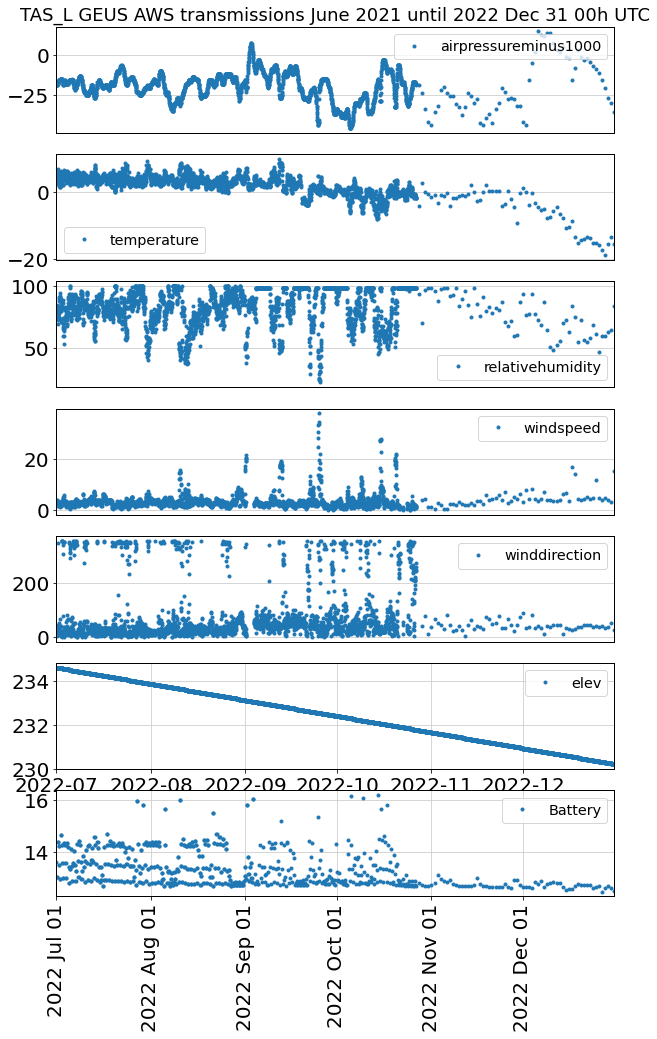 TAS_L GEUS AWS transmissions June 2021 until 2022 Dec 31 00h UTC
0
−25
airpressureminus1000
0
−20
temperature
100
50
relativehumidity
20
0
windspeed
200
0
winddirection
234
232
230
elev
2022-07 2022-08 2022-09 2022-10 2022-11 2022-12
16
14
Battery
2022 Jul 01
2022 Aug 01
2022 Sep 01
2022 Oct 01
2022 Nov 01
2022 Dec 01